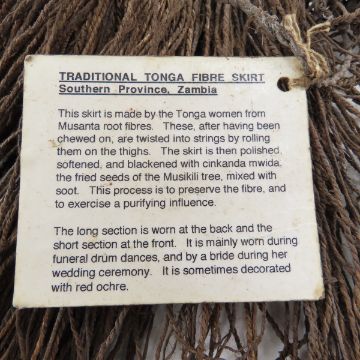 TRADITIONAL TONGA FIBRE SKIRT
Southern Province, Zambia
This skirt is made by the Tonga women from
Musanta root fibres. These, after having been
chewed on, are twisted into strings by rolling
them on the thighs. The skirt is then polished,
softened, and blackened with cinkanda mwida,
the fried seeds of the Musikili tree, mixed with
soot. This process is to preserve the fibre, and
to exercise a purifying influence.
The long section is worn at the back and the
short section at the front. It is mainly worn during
funeral drum dances, and by a bride during her
wedding ceremony. It is sometimes decorated
with red ochre.